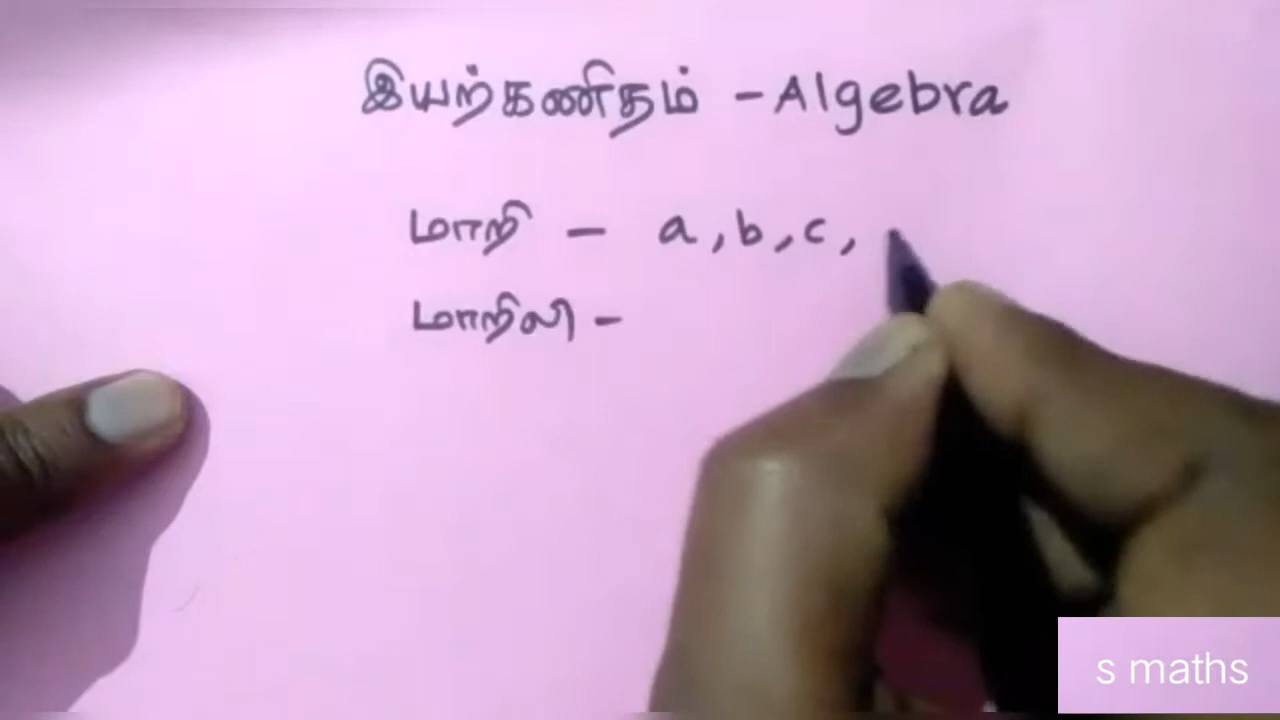 இயற்கணிதம் - Algebra
மாறி - a, b, c,
மாறிலி -
s maths